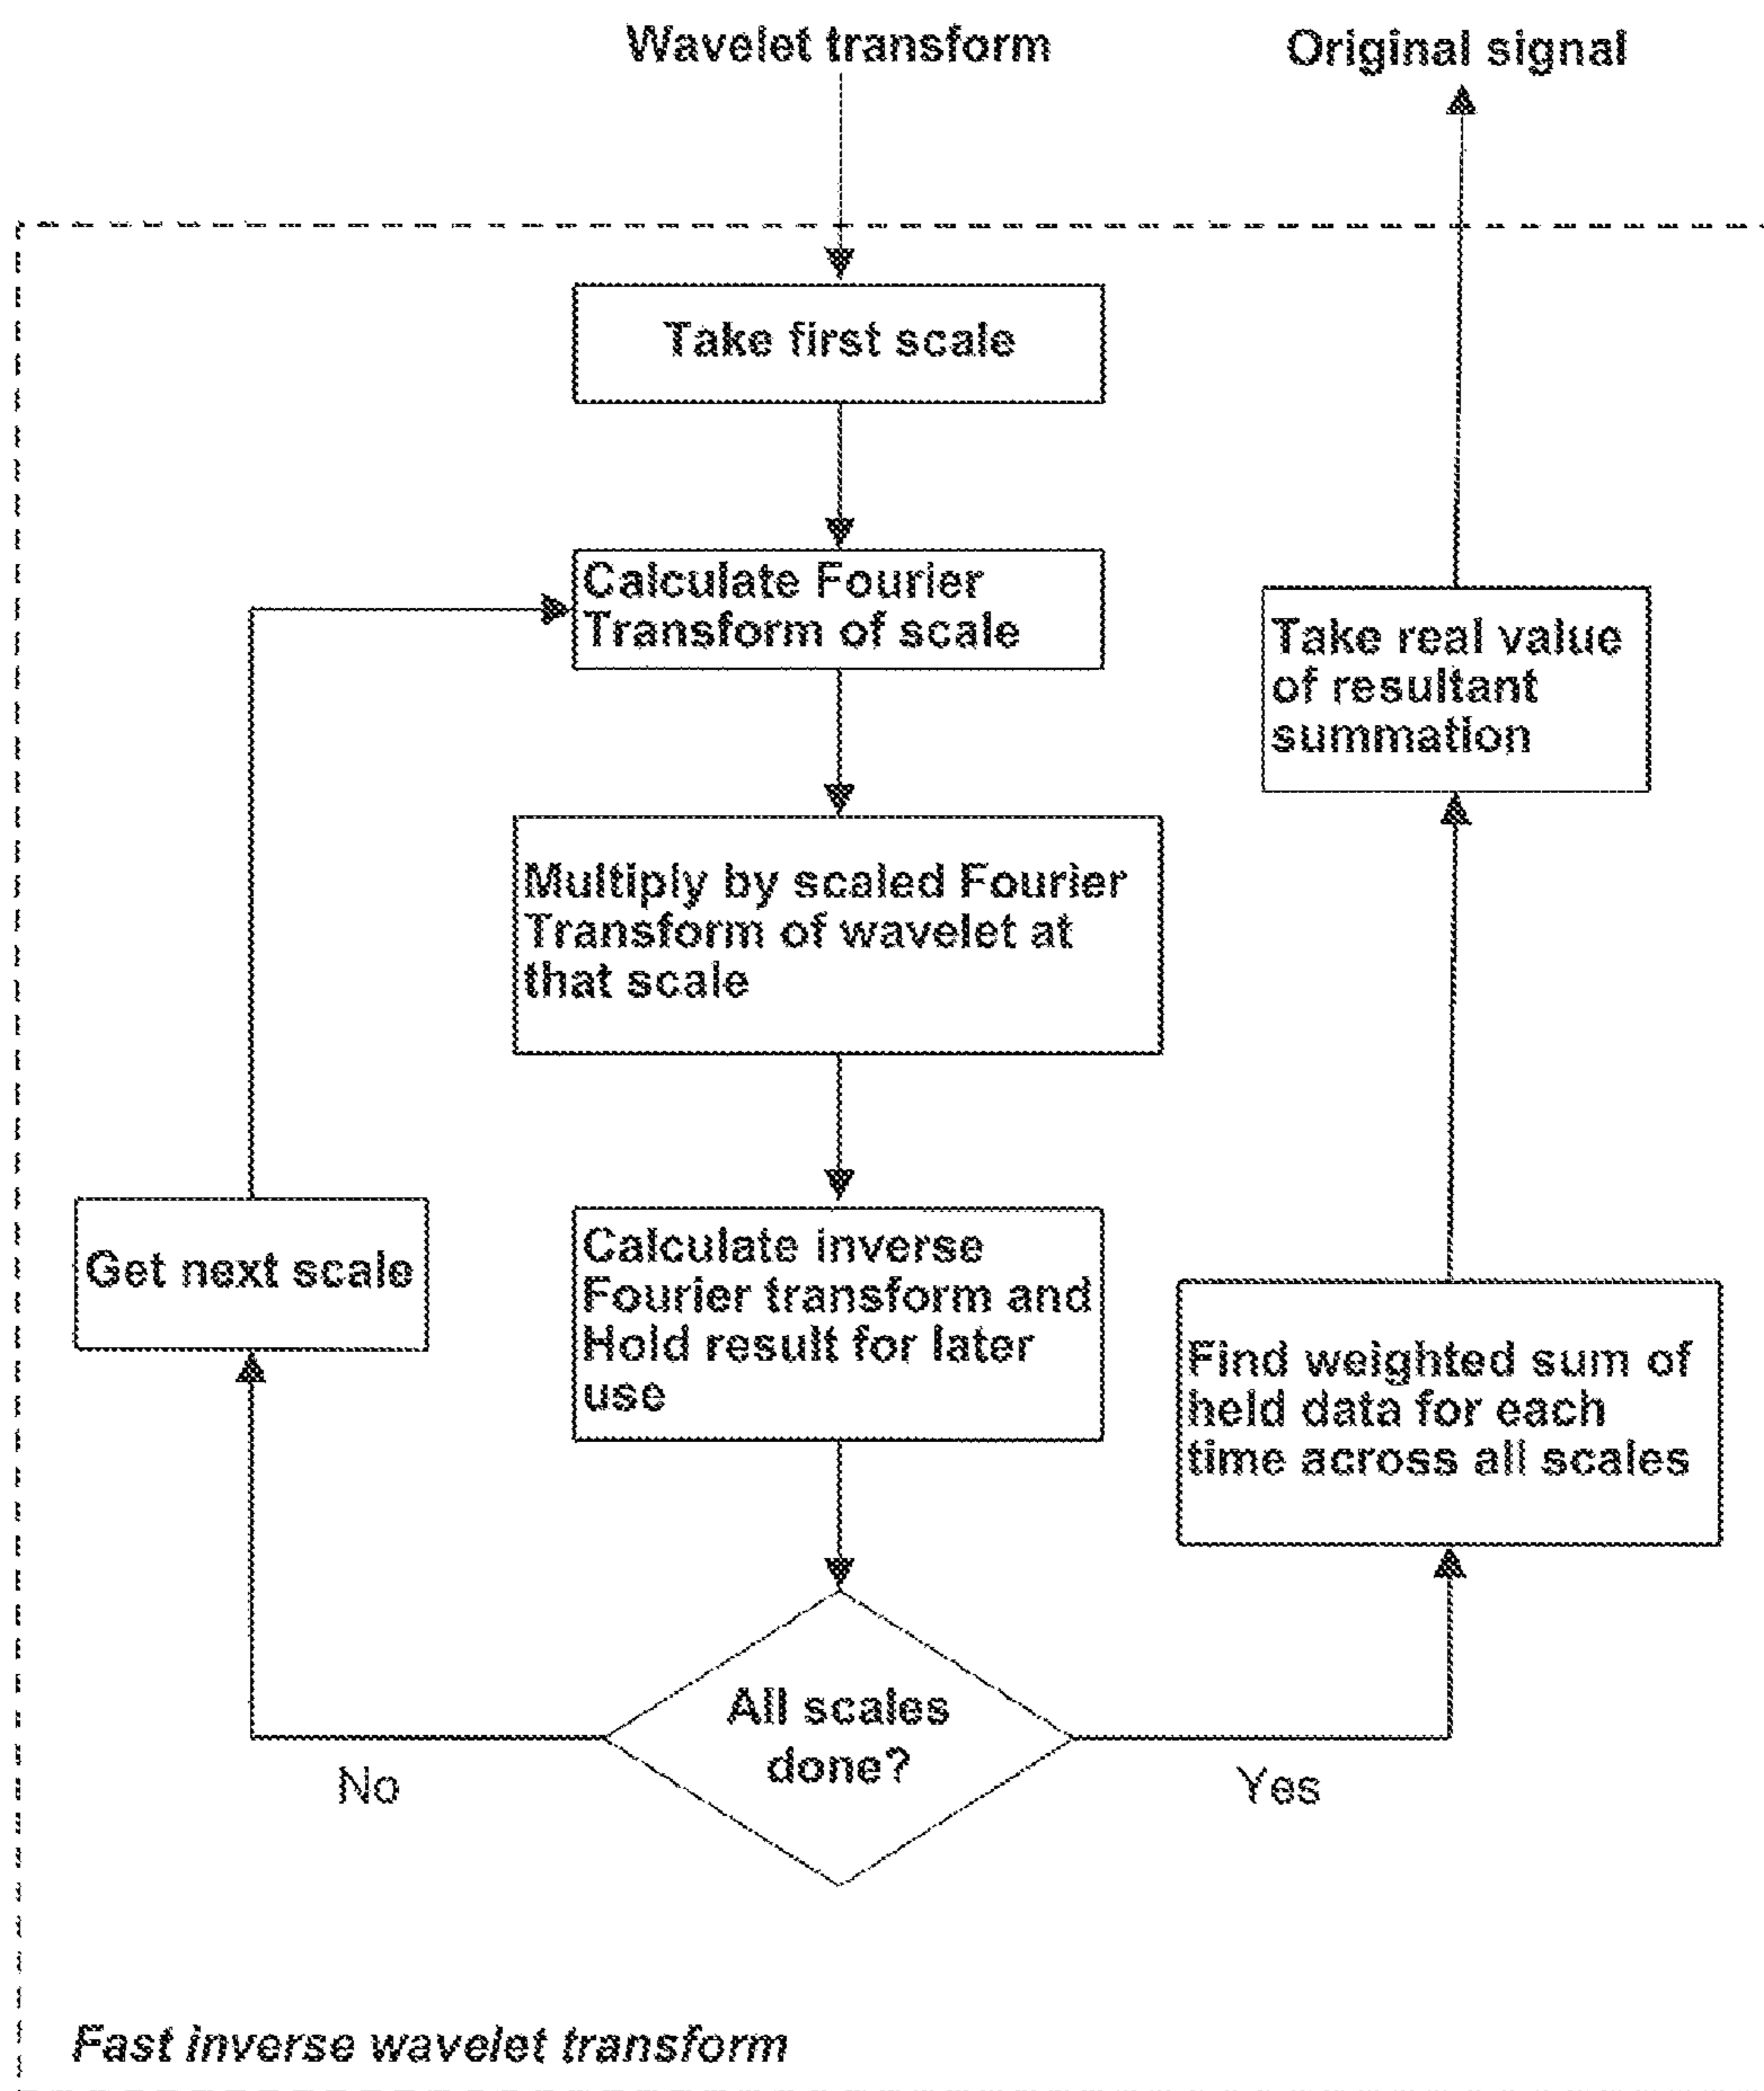 Wavelet transform
Original signal
Take first scale
Calculate Fourier
Transform of scale
Take real value
of resultant
summation
Multiply by scaled Fourier
Transform of wavelet at
that scale
Get next scale
Calculate inverse
Fourier transform and
Hold result for later
use
Find weighted sum of
held data for each
time across all scales
All scales
done?
No
Yes
Fast inverse wavelet transform